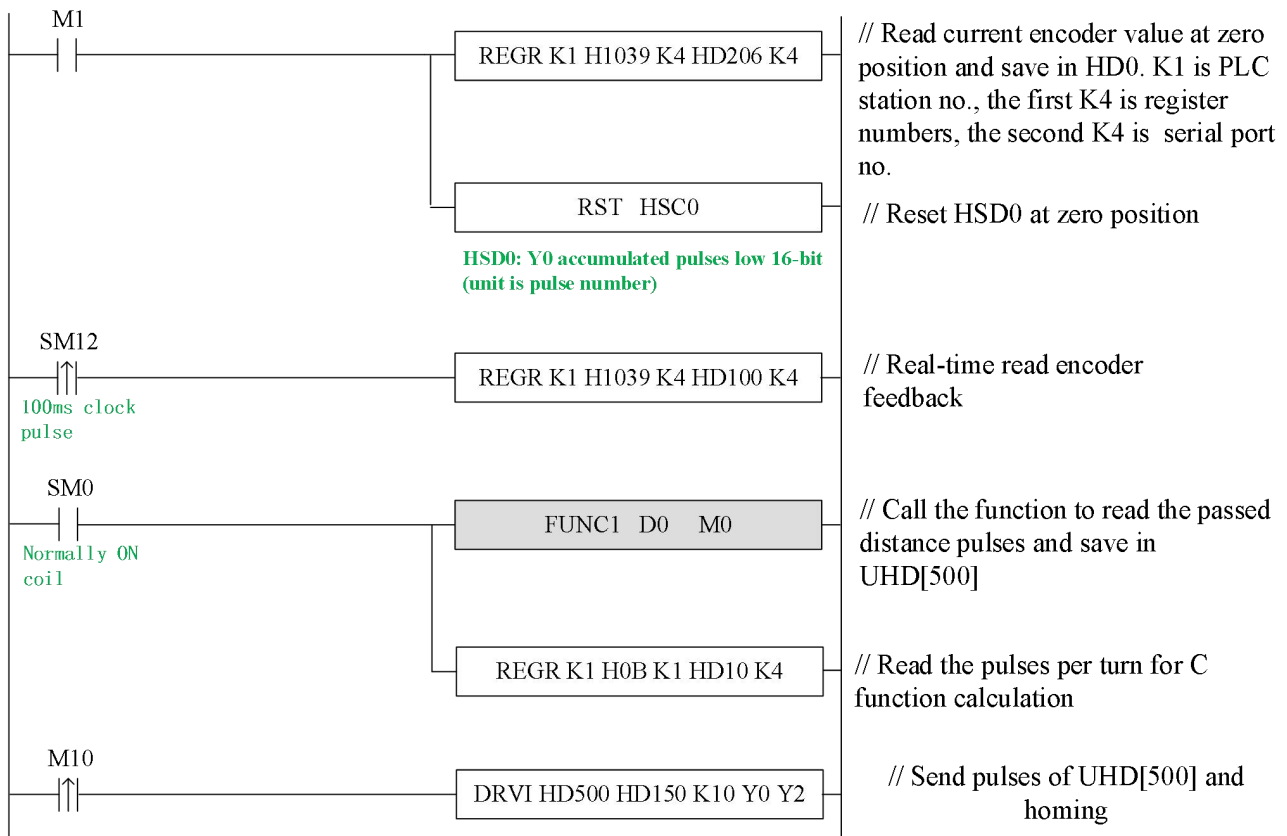 M1
REGR K1 H1039 K4 HD206 K4
// Read current encoder value at zero
position and save in HD0. K1 is PLC
station no., the first K4 is register
numbers, the second K4 is serial port
no.
RST HSC0
// Reset HSD0 at zero position
HSD0: Y0 accumulated pulses low 16-bit
(unit is pulse number)
SM12
REGR K1 H1039 K4 HD100 K4
// Real-time read encoder
feedback
100ms clock
pulse
SM0
FUNC1 D0 M0
// Call the function to read the passed
distance pulses and save in
UHD[500]
Normally ON
coil
REGR K1 H0B K1 HD10 K4
// Read the pulses per turn for C
function calculation
M10
DRVI HD500 HD150 K10 Y0 Y2
// Send pulses of UHD[500] and
homing